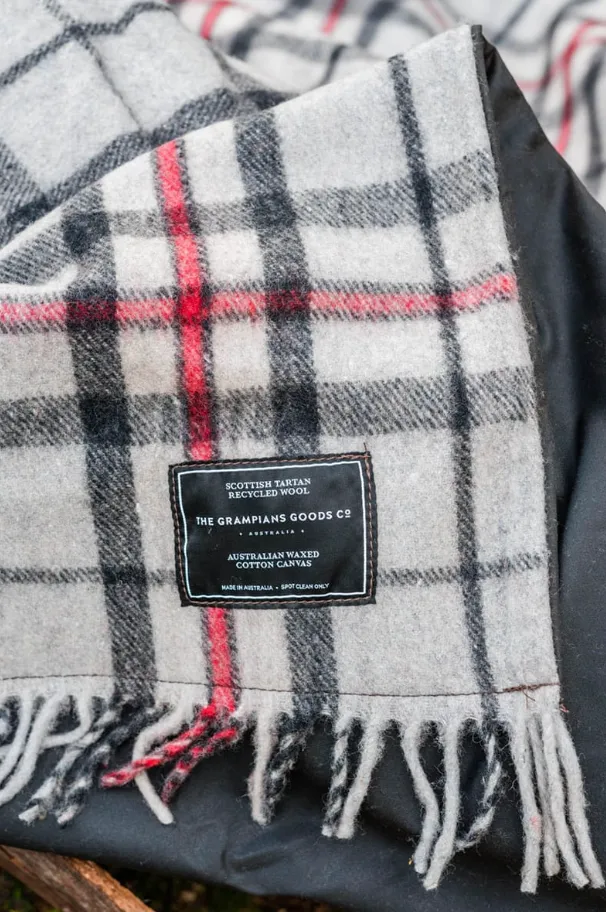 SCOTTISH TARTAN
RECYCLED WOOL
THE GRAMPIANS GOODS Cº
• AUSTRALIA •
AUSTRALIAN WAXED
COTTON CANVAS
MADE IN AUSTRALIA • SPOT CLEAN ONLY